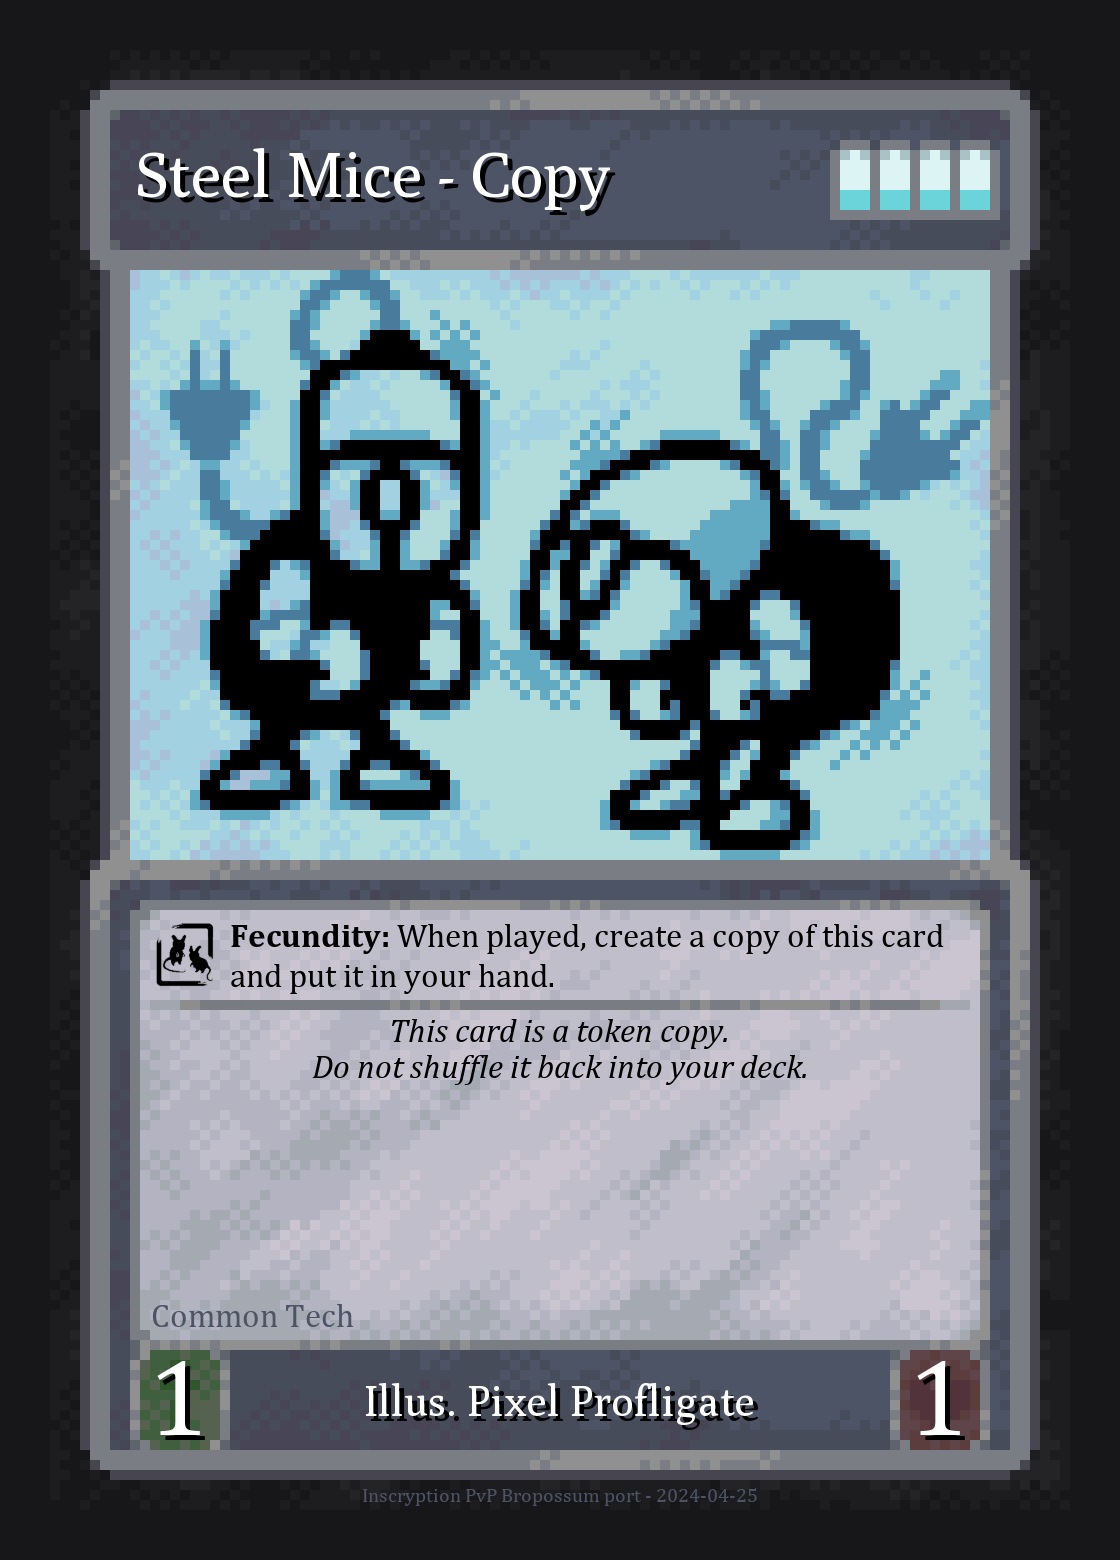 Steel Mice - Copy
Fecundity: When played, create a copy of this card
and put it in your hand.
This card is a token copy.
Do not shuffle it back into your deck.
Common Tech
1
Illus. Pixel Profligate
1
Inscryption PvP Bropossum port - 2024-04-25